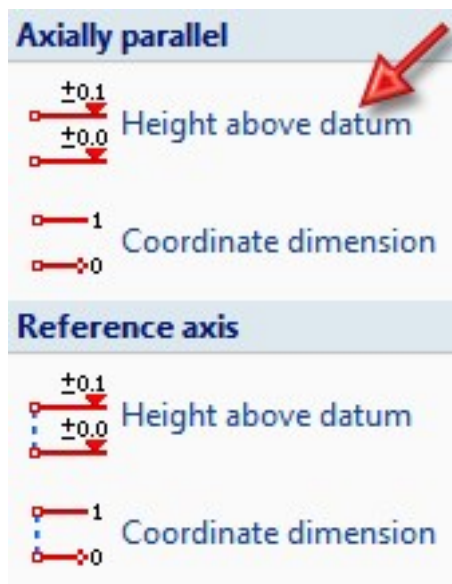 Axially parallel
±0.1
Height above datum
±0.0
1
Coordinate dimension
0
Reference axis
±0.1
Height above datum
±0.0
1
Coordinate dimension
0